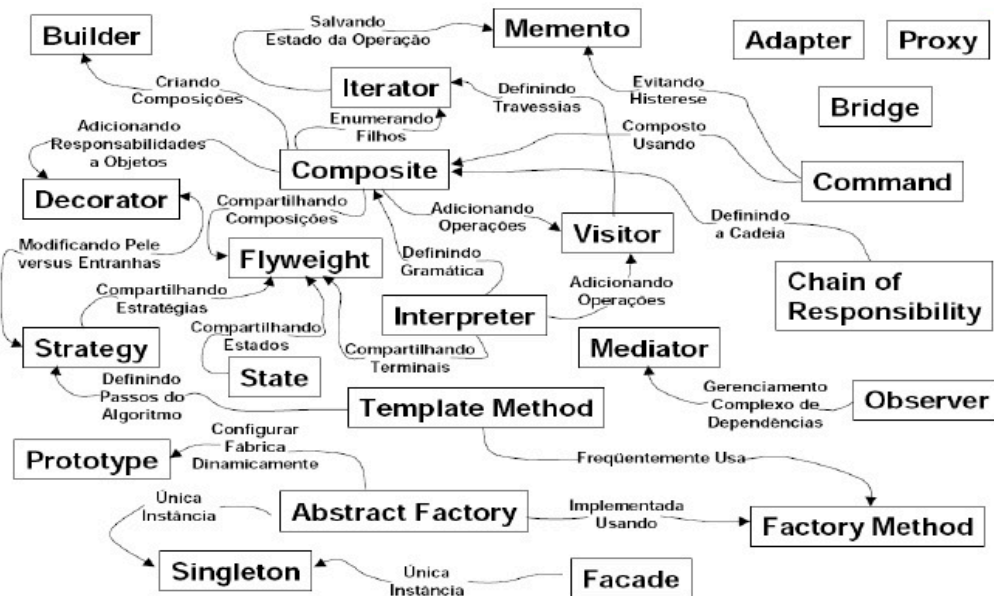 Builder
Salvando
Estado da Operação
Memento
Adapter
Proxy
Criando
Composições
Iterator
Definindo
Travessias
Evitando
Histerese
Bridge
Adicionando
Responsabilidades
a Objetos
Enumerando
Filhos
Composto
Usando
Composite
Command
Decorator
Compartilhando
Composições
Adicionando
Operações
Visitor
Definindo
a Cadeia
Modificando Pele
versus Entranhas
Flyweight
Definindo
Gramática
Chain of
Responsibility
Compartilhando
Estratégias
Interpreter
Adicionando
Operações
Strategy
Compartilhando
Estados
State
Compartilhando
Terminais
Mediator
Definindo
Passos do
Algoritmo
Template Method
Gerenciamento
Complexo de
Dependências
Observer
Prototype
Configurar
Fábrica
Dinamicamente
Freqüentemente Usa
Única
Instância
Abstract Factory
Implementada
Usando
Factory Method
Singleton
Única
Instância
Facade